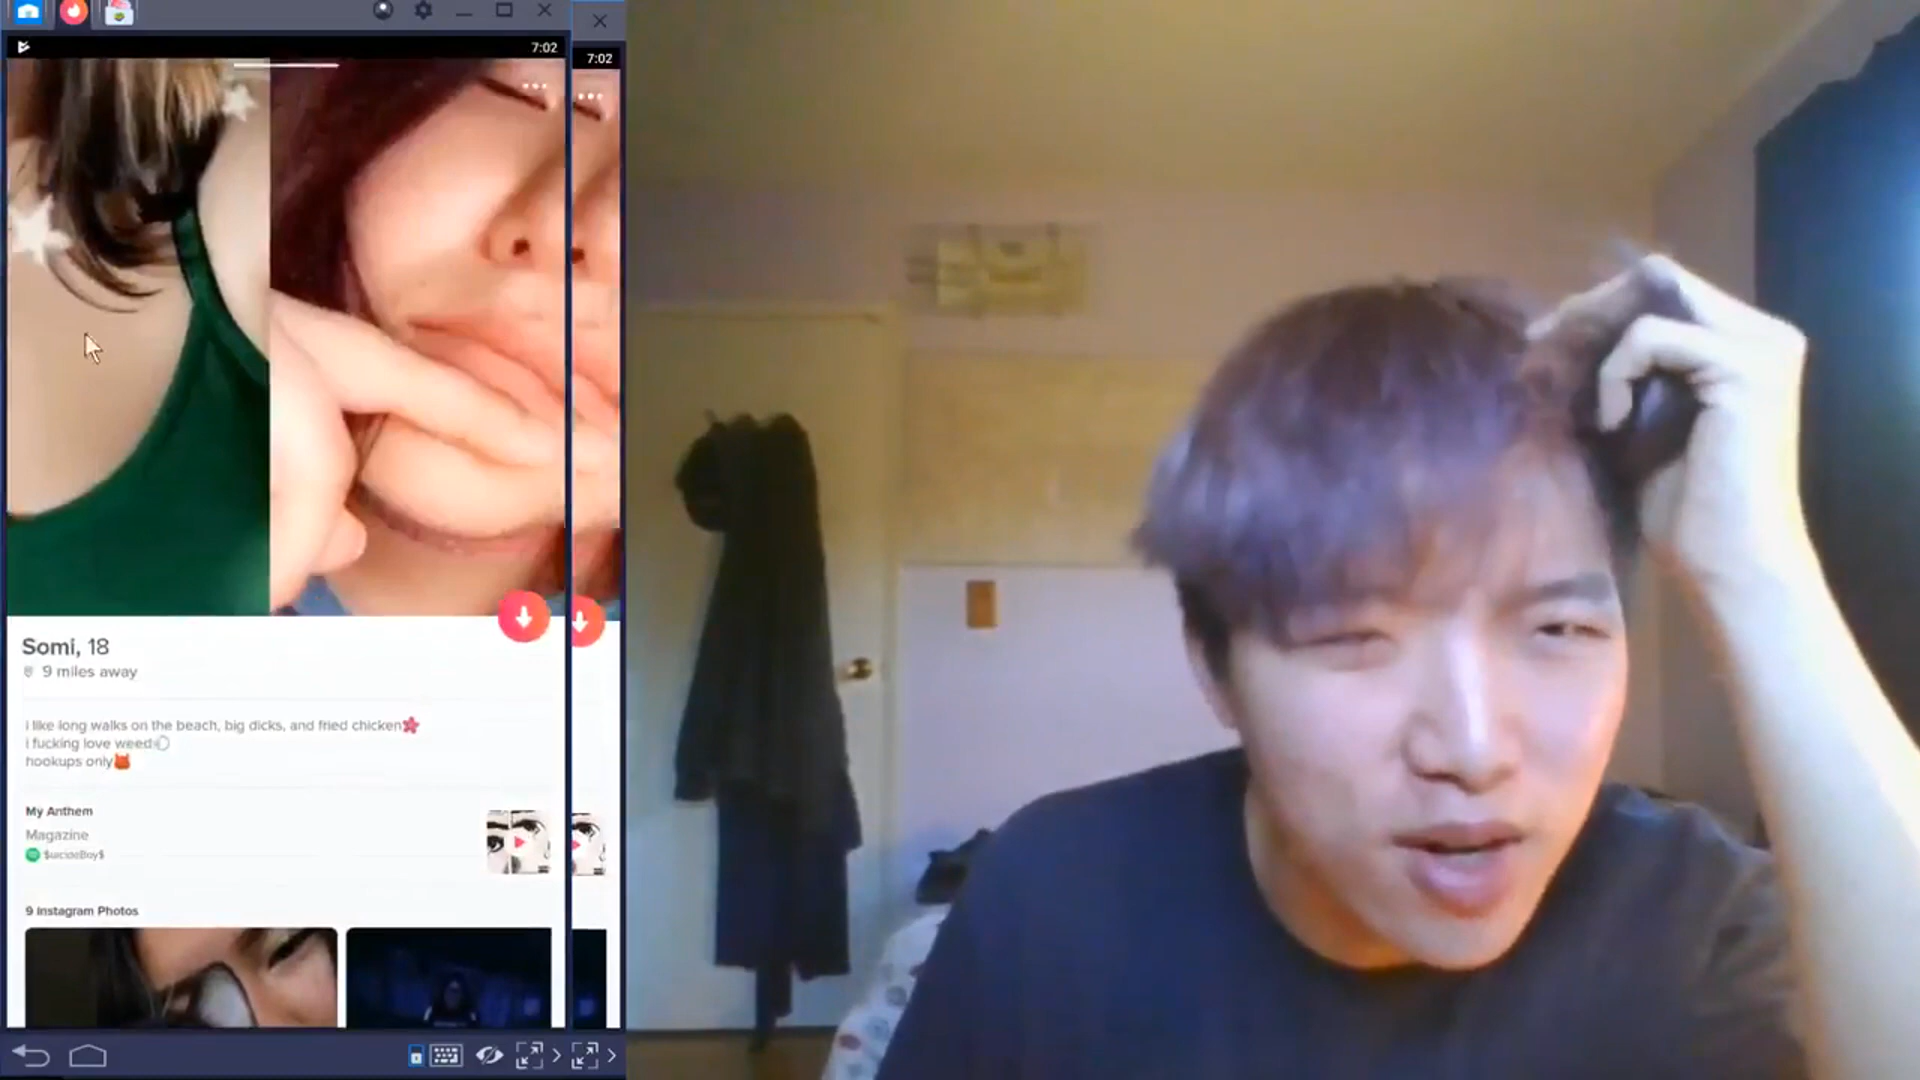 7:02
7:02
Somi, 18
9 miles away
i like long walks on the beach, big dicks, and fried chicken
i fucking love weed
hookups only
My Anthem
Magazine
$uicideBoy$
9 Instagram Photos